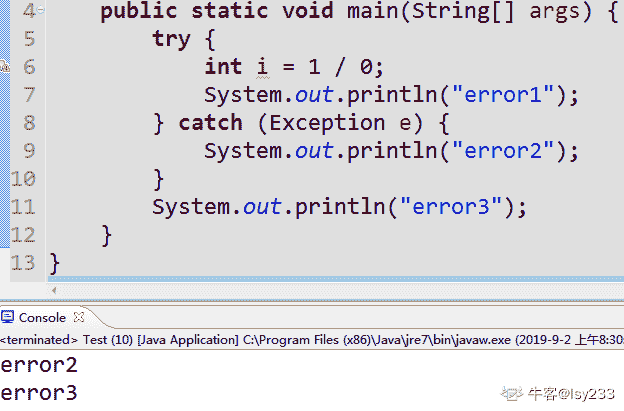 4 public static void main(String[] args) {
5 try {
6 int i = 1 / 0;
7 System.out.println("error1");
8 } catch (Exception e) {
9 System.out.println("error2");
10 }
11 System.out.println("error3");
12 }
13 }
Console
<terminated> Test (10) [Java Application] C:\Program Files (x86)\Java\jre7\bin\javaw.exe (2019-9-2 上午8:30:
error2
error3
牛客@lsy233